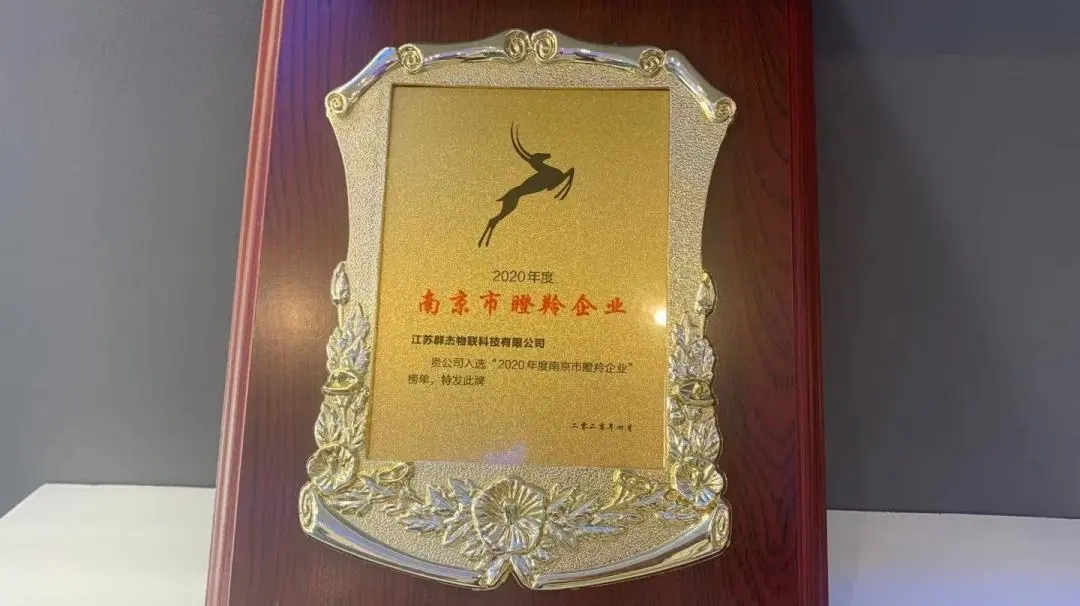 2020年度
南京市瞪羚企业
江苏群杰物联科技有限公司
贵公司入选“2020年度南京市瞪羚企业”
榜单，特发此牌
二零二零年四月